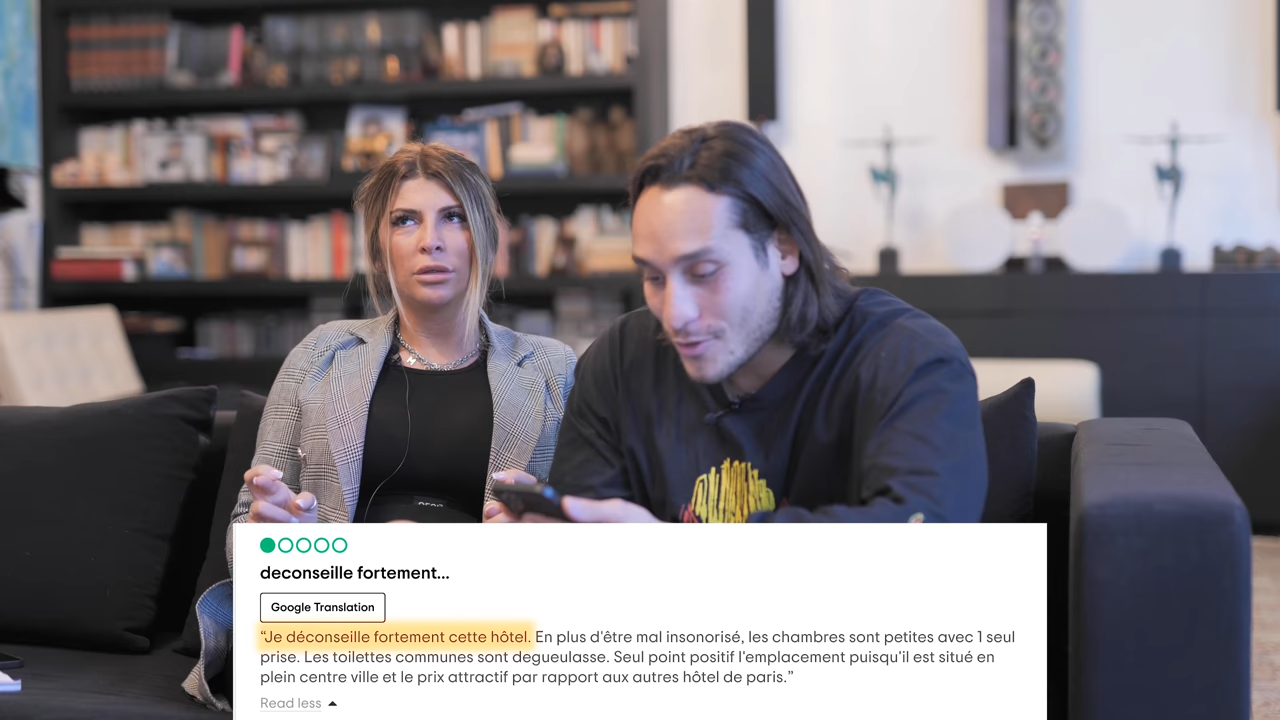 deconseille fortement...
Google Translation
“Je déconseille fortement cette hôtel. En plus d'être mal insonorisé, les chambres sont petites avec 1 seul
prise. Les toilettes communes sont degueulasse. Seul point positif l'emplacement puisqu'il est situé en
plein centre ville et le prix attractif par rapport aux autres hôtel de paris.”
Read less